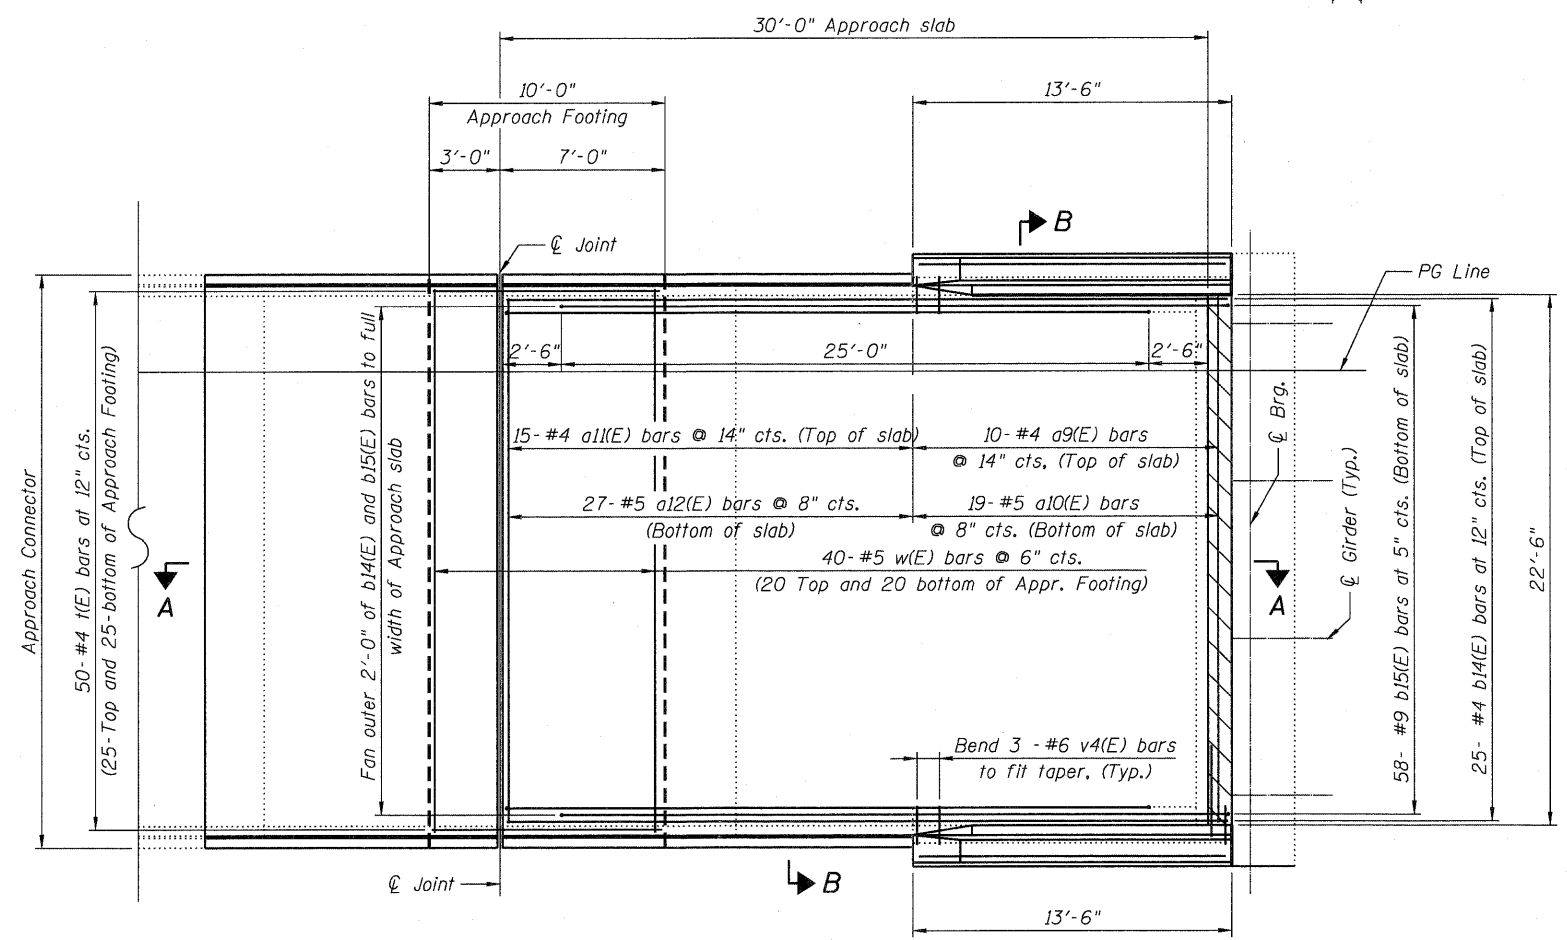 30'-0" Approach slab
10'-0"
Approach Footing
13'-6"
3'-0"
7'-0"
B
℄ Joint
PG Line
2'-6"
25'-0"
2'-6"
15- #4 a11(E) bars @ 14" cts. (Top of slab)
10- #4 a9(E) bars
@ 14" cts. (Top of slab)
27- #5 a12(E) bars @ 8" cts.
(Bottom of slab)
19- #5 a10(E) bars
@ 8" cts. (Bottom of slab)
40- #5 w(E) bars @ 6" cts.
(20 Top and 20 bottom of Appr. Footing)
Approach Connector
50- #4 t(E) bars at 12" cts.
(25-Top and 25-bottom of Approach Footing)
A
Fan outer 2'-0" of b14(E) and b15(E) bars to full
width of Approach slab
℄ Brg.
A
℄ Girder (Typ.)
58- #9 b15(E) bars at 5" cts. (Bottom of slab)
25- #4 b14(E) bars at 12" cts. (Top of slab)
22'-6"
Bend 3 - #6 v4(E) bars
to fit taper. (Typ.)
℄ Joint
B
13'-6"